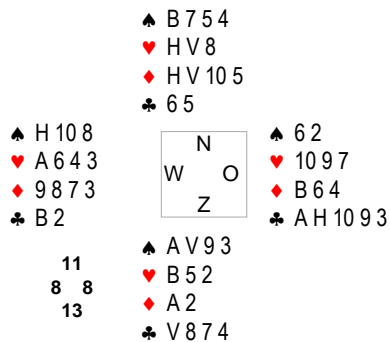 ♠ B 7 5 4
♥ H V 8
♦ H V 10 5
♣ 6 5
♠ H 10 8
♥ A 6 4 3
♦ 9 8 7 3
♣ B 2
N
W O
Z
♠ 6 2
♥ 10 9 7
♦ B 6 4
♣ A H 10 9 3
11
8 8
13
♠ A V 9 3
♥ B 5 2
♦ A 2
♣ V 8 7 4